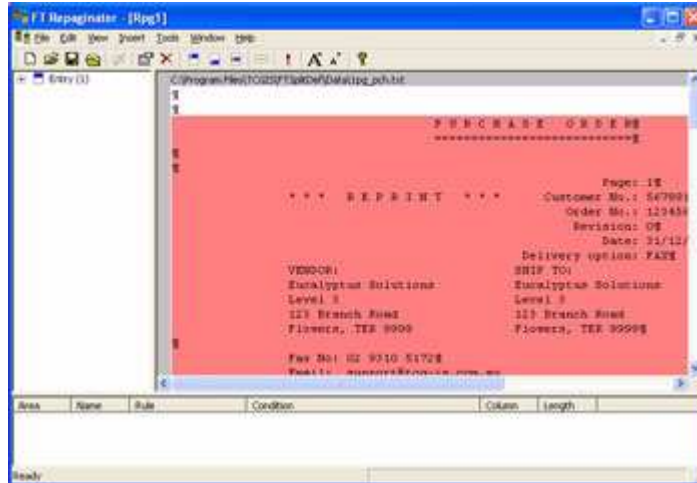 FT Repaginator - [Rpg1]
File Edit View Insert Tools Window Help
Entry (1)
P U R C H A S E   O R D E R¶
Page: 1¶
* * *   R E P R I N T   * * *
Customer No.:
Order No.:
Revision: 0¶
Date: 31/12/
Delivery option: FAX¶
VENDOR: SHIP TO:
Eucalyptus Solutions Eucalyptus Solutions
Level 3 Level 3
123 Branch Road 123 Branch Road
Flowers, TER 9999 Flowers, TER 9999¶
Fax No: 02 9310 5172¶
Email:
Area Name Rule Condition Column Length
Ready